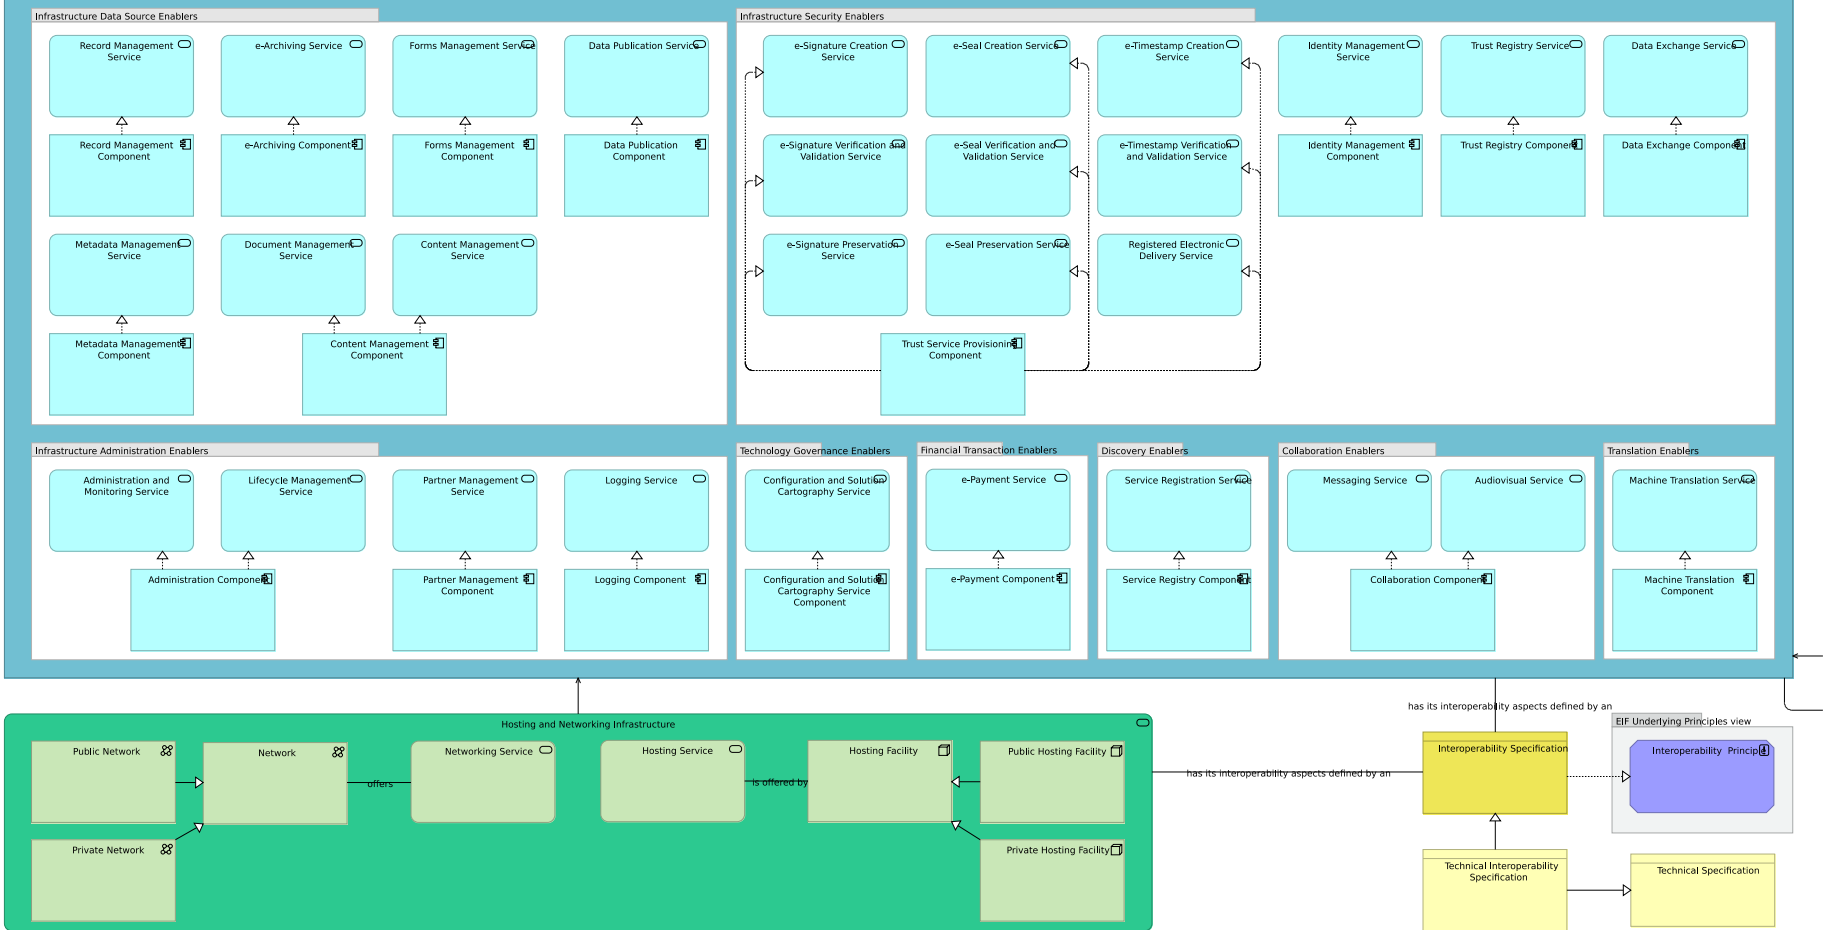 Infrastructure Data Source Enablers
Record Management
Service
e-Archiving Service
Forms Management Service
Data Publication Service
Record Management
Component
e-Archiving Component
Forms Management
Component
Data Publication
Component
Metadata Management
Service
Document Management
Service
Content Management
Service
Metadata Management
Component
Content Management
Component
Infrastructure Security Enablers
e-Signature Creation
Service
e-Seal Creation Service
e-Timestamp Creation
Service
Identity Management
Service
Trust Registry Service
Data Exchange Service
e-Signature Verification and
Validation Service
e-Seal Verification and
Validation Service
e-Timestamp Verification
and Validation Service
Identity Management
Component
Trust Registry Component
Data Exchange Component
e-Signature Preservation
Service
e-Seal Preservation Service
Registered Electronic
Delivery Service
Trust Service Provisioning
Component
Infrastructure Administration Enablers
Administration and
Monitoring Service
Lifecycle Management
Service
Partner Management
Service
Logging Service
Administration Component
Partner Management
Component
Logging Component
Technology Governance Enablers
Configuration and Solution
Cartography Service
Configuration and Solution
Cartography Service
Component
Financial Transaction Enablers
e-Payment Service
e-Payment Component
Discovery Enablers
Service Registration Service
Service Registry Component
Collaboration Enablers
Messaging Service
Audiovisual Service
Collaboration Component
Translation Enablers
Machine Translation Service
Machine Translation
Component
Hosting and Networking Infrastructure
Public Network
Network
Networking Service
Hosting Service
Hosting Facility
Public Hosting Facility
offers
is offered by
Private Network
Private Hosting Facility
has its interoperability aspects defined by an
has its interoperability aspects defined by an
EIF Underlying Principles view
Interoperability Specification
Interoperability Principle
Technical Interoperability
Specification
Technical Specification